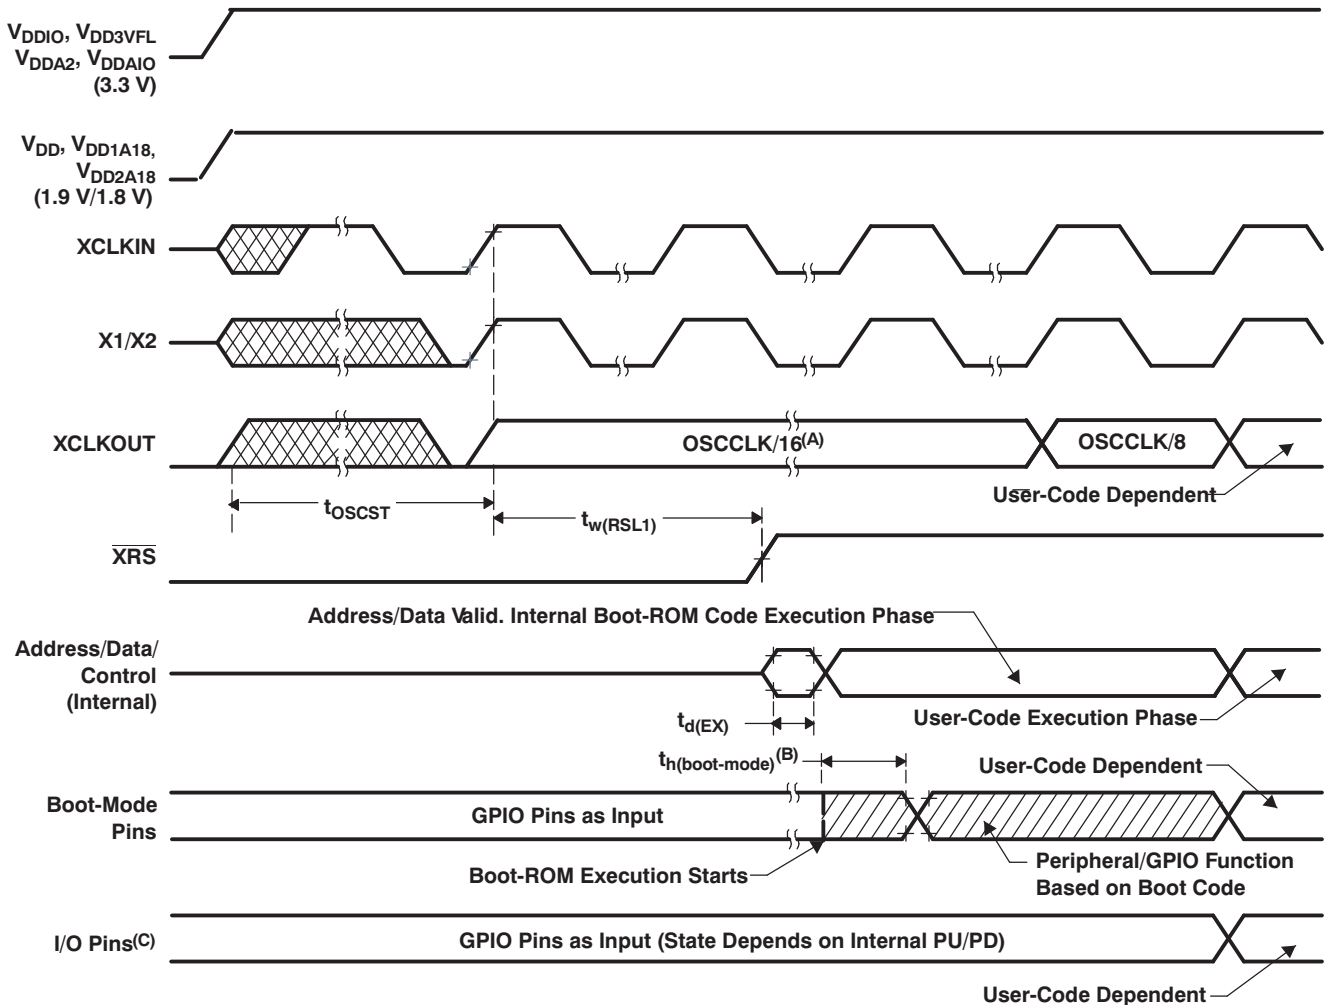 VDDIO, VDD3VFL
VDDA2, VDDAIO
(3.3 V)
VDD, VDD1A18,
VDD2A18
(1.9 V/1.8 V)
XCLKIN
X1/X2
XCLKOUT
OSCCLK/16(A)
OSCCLK/8
User-Code Dependent
tOSCST
tw(RSL1)
XRS
Address/Data Valid. Internal Boot-ROM Code Execution Phase
Address/Data/
Control
(Internal)
td(EX)
User-Code Execution Phase
th(boot-mode)(B)
User-Code Dependent
Boot-Mode
Pins
GPIO Pins as Input
Boot-ROM Execution Starts
Peripheral/GPIO Function
Based on Boot Code
I/O Pins(C)
GPIO Pins as Input (State Depends on Internal PU/PD)
User-Code Dependent